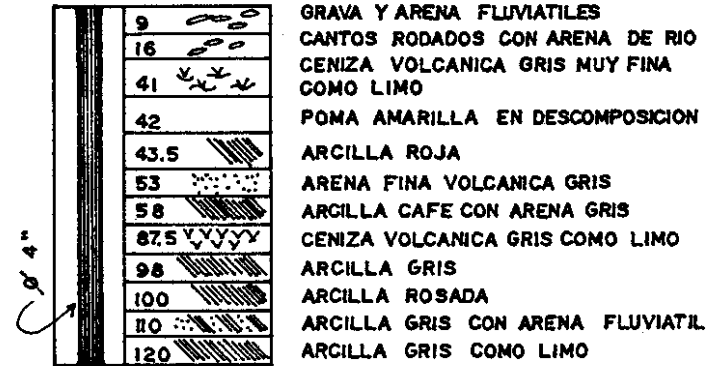 9 GRAVA Y ARENA FLUVIATILES
16 CANTOS RODADOS CON ARENA DE RIO
41 CENIZA VOLCANICA GRIS MUY FINA
COMO LIMO
42 POMA AMARILLA EN DESCOMPOSICION
43.5 ARCILLA ROJA
53 ARENA FINA VOLCANICA GRIS
58 ARCILLA CAFE CON ARENA GRIS
87.5 CENIZA VOLCANICA GRIS COMO LIMO
98 ARCILLA GRIS
100 ARCILLA ROSADA
110 ARCILLA GRIS CON ARENA FLUVIATIL
120 ARCILLA GRIS COMO LIMO
Ø 4"